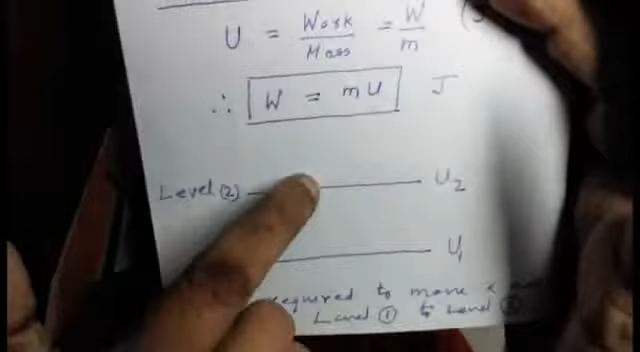 U = Work/Mass = W/m
∴ W = mU J
Level(2) U₂
U₁
required to move a
Level ① to Level